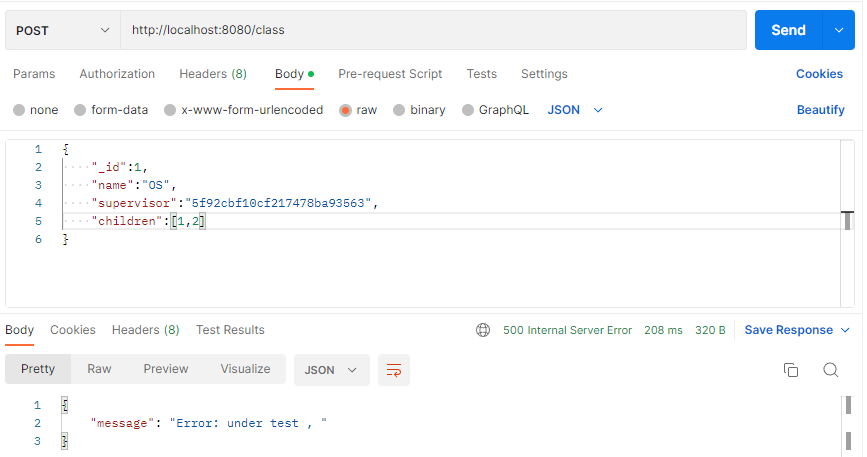 POST http://localhost:8080/class Send
Params Authorization Headers (8) Body Pre-request Script Tests Settings Cookies
none form-data x-www-form-urlencoded raw binary GraphQL JSON Beautify
1 {
2 ····"_id":1,
3 ····"name":"OS",
4 ····"supervisor":"5f92cbf10cf217478ba93563",
5 ····"children":[1,2]
6 }
Body Cookies Headers (8) Test Results 500 Internal Server Error 208 ms 320 B Save Response
Pretty Raw Preview Visualize JSON
1 {
2 "message": "Error: under test , "
3 }